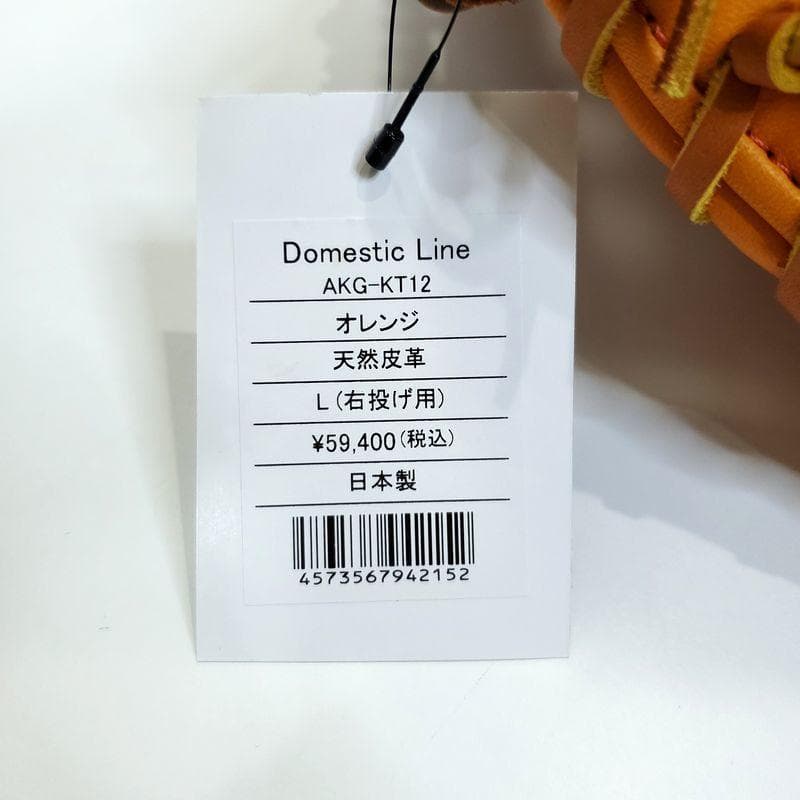 Domestic Line
AKG-KT12
オレンジ
天然皮革
L(右投げ用)
¥59,400(税込)
日本製
4573567942152